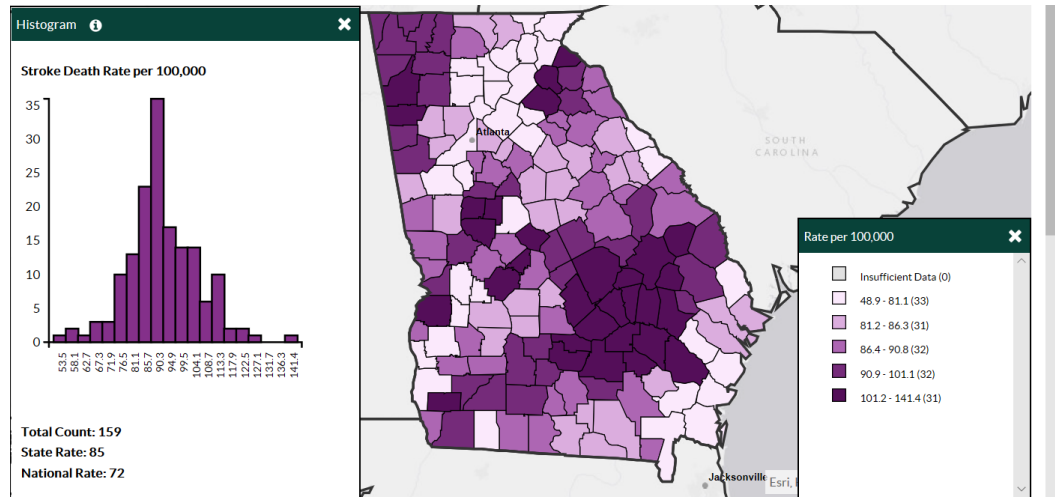 Histogram i ✖
Stroke Death Rate per 100,000
35
30
25
20
15
10
5
0
53.5
58.1
62.7
67.3
71.9
76.5
81.1
85.7
90.3
94.9
99.5
104.1
108.7
113.3
117.9
122.5
127.1
131.7
136.3
141.4
Total Count: 159
State Rate: 85
National Rate: 72
Atlanta
SOUTH
CAROLINA
Jacksonville
Esri,
Rate per 100,000 ✖
Insufficient Data (0)
48.9 - 81.1 (33)
81.2 - 86.3 (31)
86.4 - 90.8 (32)
90.9 - 101.1 (32)
101.2 - 141.4 (31)